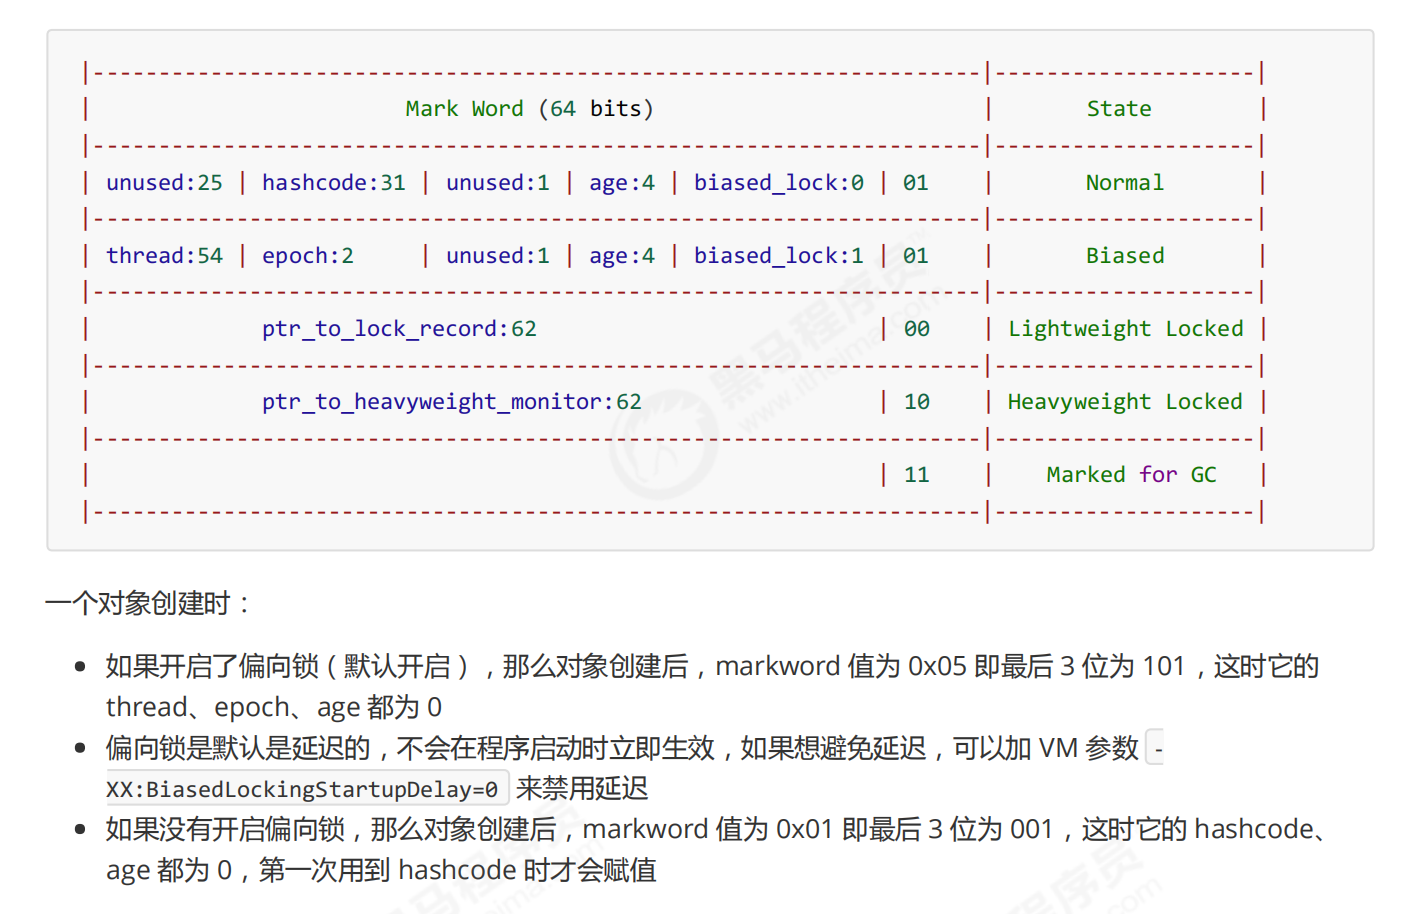 |--------------------------------------------------------------------|--------------------|
| Mark Word (64 bits) | State |
|--------------------------------------------------------------------|--------------------|
| unused:25 | hashcode:31 | unused:1 | age:4 | biased_lock:0 | 01 | Normal |
|--------------------------------------------------------------------|--------------------|
| thread:54 | epoch:2 | unused:1 | age:4 | biased_lock:1 | 01 | Biased |
|--------------------------------------------------------------------|--------------------|
| ptr_to_lock_record:62 | 00 | Lightweight Locked |
|--------------------------------------------------------------------|--------------------|
| ptr_to_heavyweight_monitor:62 | 10 | Heavyweight Locked |
|--------------------------------------------------------------------|--------------------|
| | 11 | Marked for GC |
|--------------------------------------------------------------------|--------------------|
黑马程序员
www.itheima.com
一个对象创建时：
• 如果开启了偏向锁（默认开启），那么对象创建后，markword 值为 0x05 即最后 3 位为 101，这时它的
thread、epoch、age 都为 0
• 偏向锁是默认是延迟的，不会在程序启动时立即生效，如果想避免延迟，可以加 VM 参数 -
XX:BiasedLockingStartupDelay=0 来禁用延迟
• 如果没有开启偏向锁，那么对象创建后，markword 值为 0x01 即最后 3 位为 001，这时它的 hashcode、
age 都为 0，第一次用到 hashcode 时才会赋值